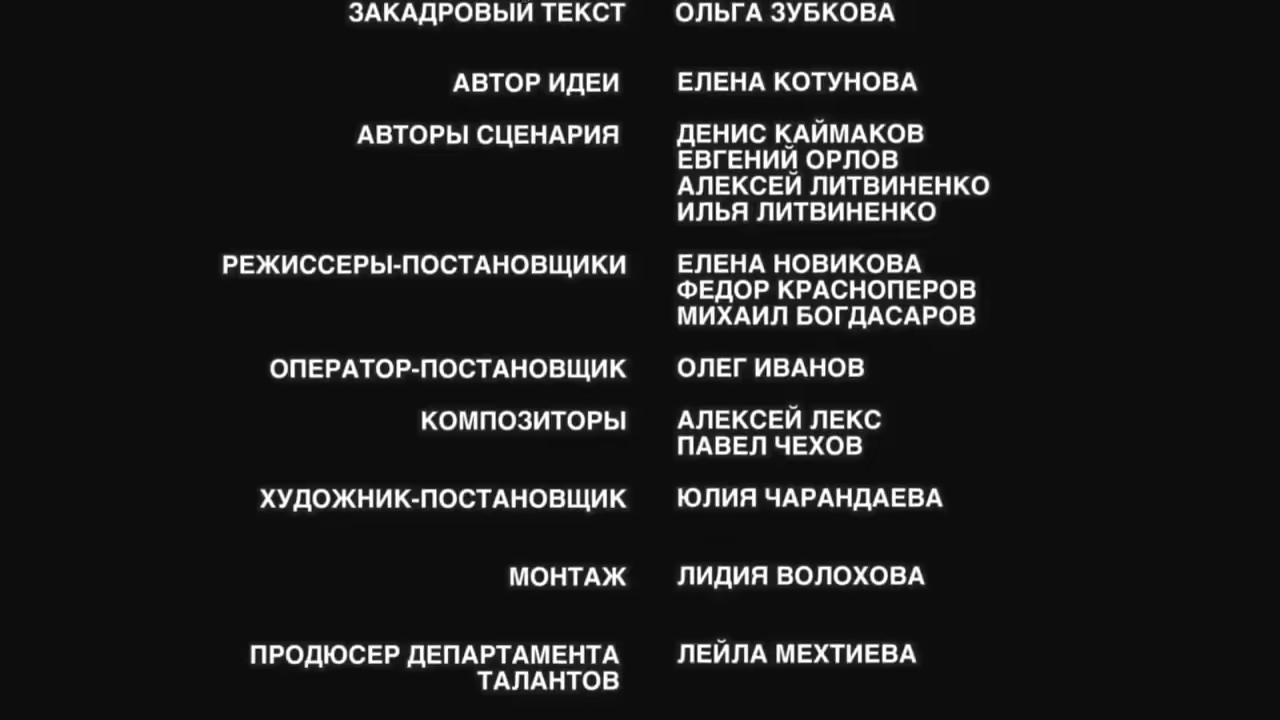 ЗАКАДРОВЫЙ ТЕКСТ ОЛЬГА ЗУБКОВА
АВТОР ИДЕИ ЕЛЕНА КОТУНОВА
АВТОРЫ СЦЕНАРИЯ ДЕНИС КАЙМАКОВ
ЕВГЕНИЙ ОРЛОВ
АЛЕКСЕЙ ЛИТВИНЕНКО
ИЛЬЯ ЛИТВИНЕНКО
РЕЖИССЕРЫ-ПОСТАНОВЩИКИ ЕЛЕНА НОВИКОВА
ФЕДОР КРАСНОПЕРОВ
МИХАИЛ БОГДАСАРОВ
ОПЕРАТОР-ПОСТАНОВЩИК ОЛЕГ ИВАНОВ
КОМПОЗИТОРЫ АЛЕКСЕЙ ЛЕКС
ПАВЕЛ ЧЕХОВ
ХУДОЖНИК-ПОСТАНОВЩИК ЮЛИЯ ЧАРАНДАЕВА
МОНТАЖ ЛИДИЯ ВОЛОХОВА
ПРОДЮСЕР ДЕПАРТАМЕНТА ЛЕЙЛА МЕХТИЕВА
ТАЛАНТОВ